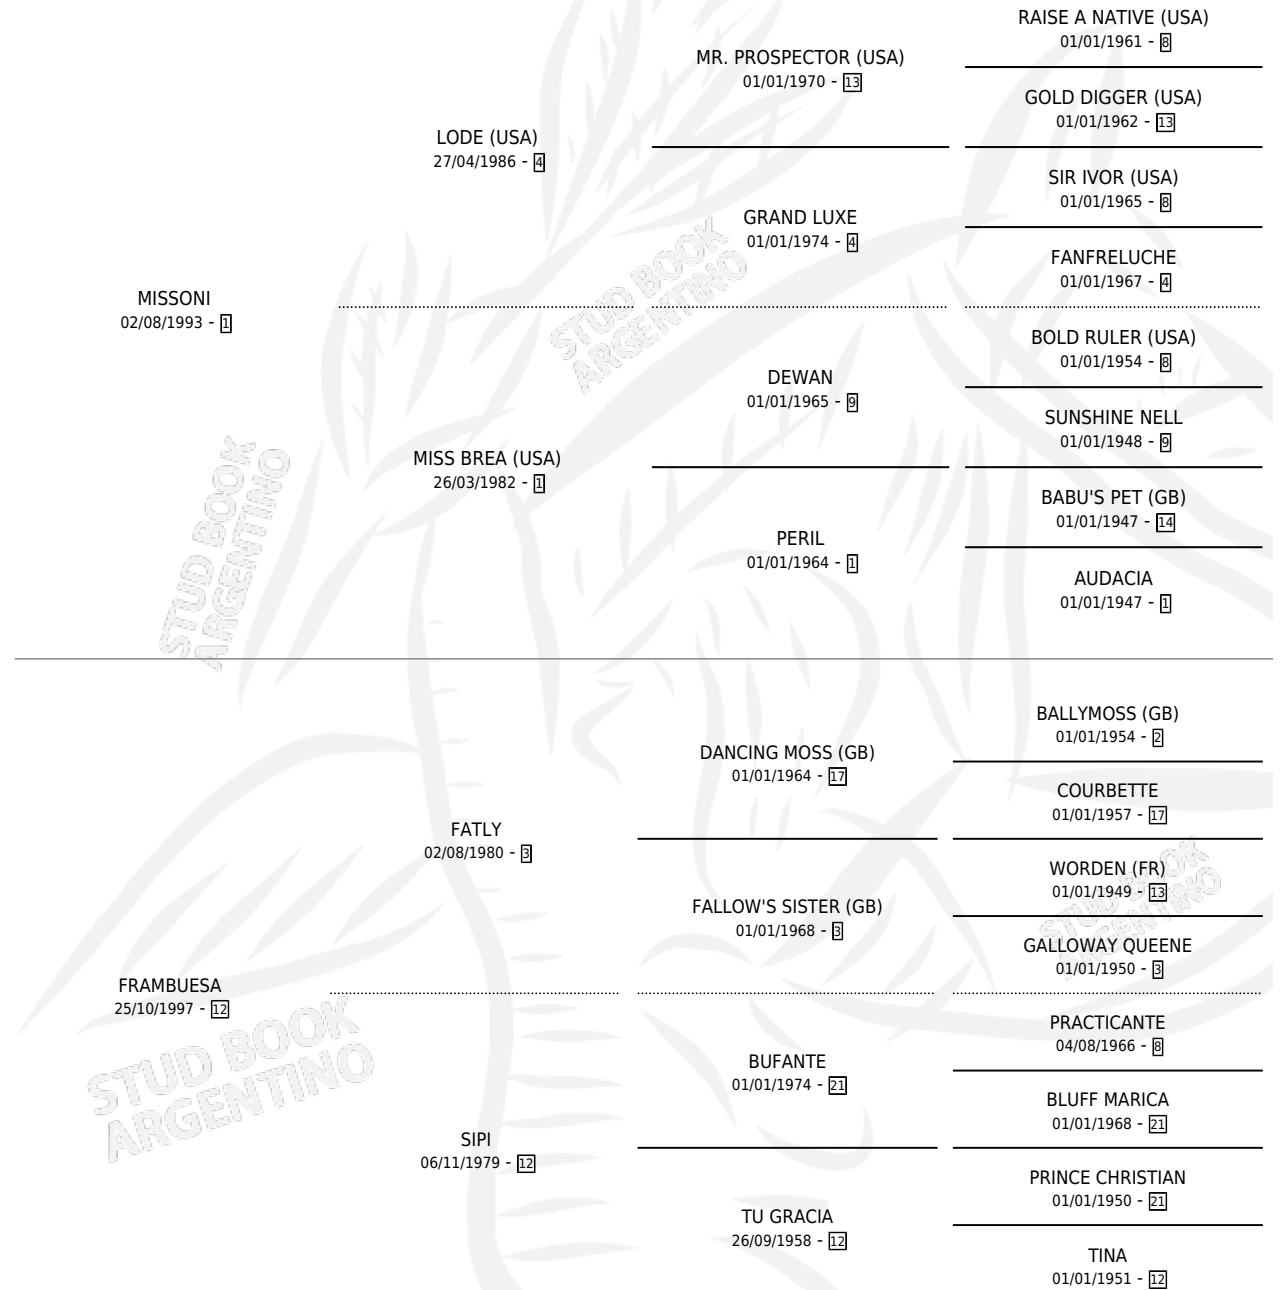 RAISE A NATIVE (USA)
01/01/1961 - 8
MR. PROSPECTOR (USA)
01/01/1970 - 13
GOLD DIGGER (USA)
01/01/1962 - 13
LODE (USA)
27/04/1986 - 4
SIR IVOR (USA)
01/01/1965 - 8
GRAND LUXE
01/01/1974 - 4
FANFRELUCHE
01/01/1967 - 4
MISSONI
02/08/1993 - 1
BOLD RULER (USA)
01/01/1954 - 8
DEWAN
01/01/1965 - 9
SUNSHINE NELL
01/01/1948 - 9
MISS BREA (USA)
26/03/1982 - 1
BABU'S PET (GB)
01/01/1947 - 14
PERIL
01/01/1964 - 1
AUDACIA
01/01/1947 - 1
BALLYMOSS (GB)
01/01/1954 - 2
DANCING MOSS (GB)
01/01/1964 - 17
COURBETTE
01/01/1957 - 17
FATLY
02/08/1980 - 3
WORDEN (FR)
01/01/1949 - 13
FALLOW'S SISTER (GB)
01/01/1968 - 3
GALLOWAY QUEENE
01/01/1950 - 3
FRAMBUESA
25/10/1997 - 12
PRACTICANTE
04/08/1966 - 8
BUFANTE
01/01/1974 - 21
BLUFF MARICA
01/01/1968 - 21
SIPI
06/11/1979 - 12
PRINCE CHRISTIAN
01/01/1950 - 21
TU GRACIA
26/09/1958 - 12
TINA
01/01/1951 - 12
STUD BOOK
ARGENTINO
STUD BOOK
ARGENTINO
STUD BOOK
ARGENTINO
STUD BOOK
ARGENTINO